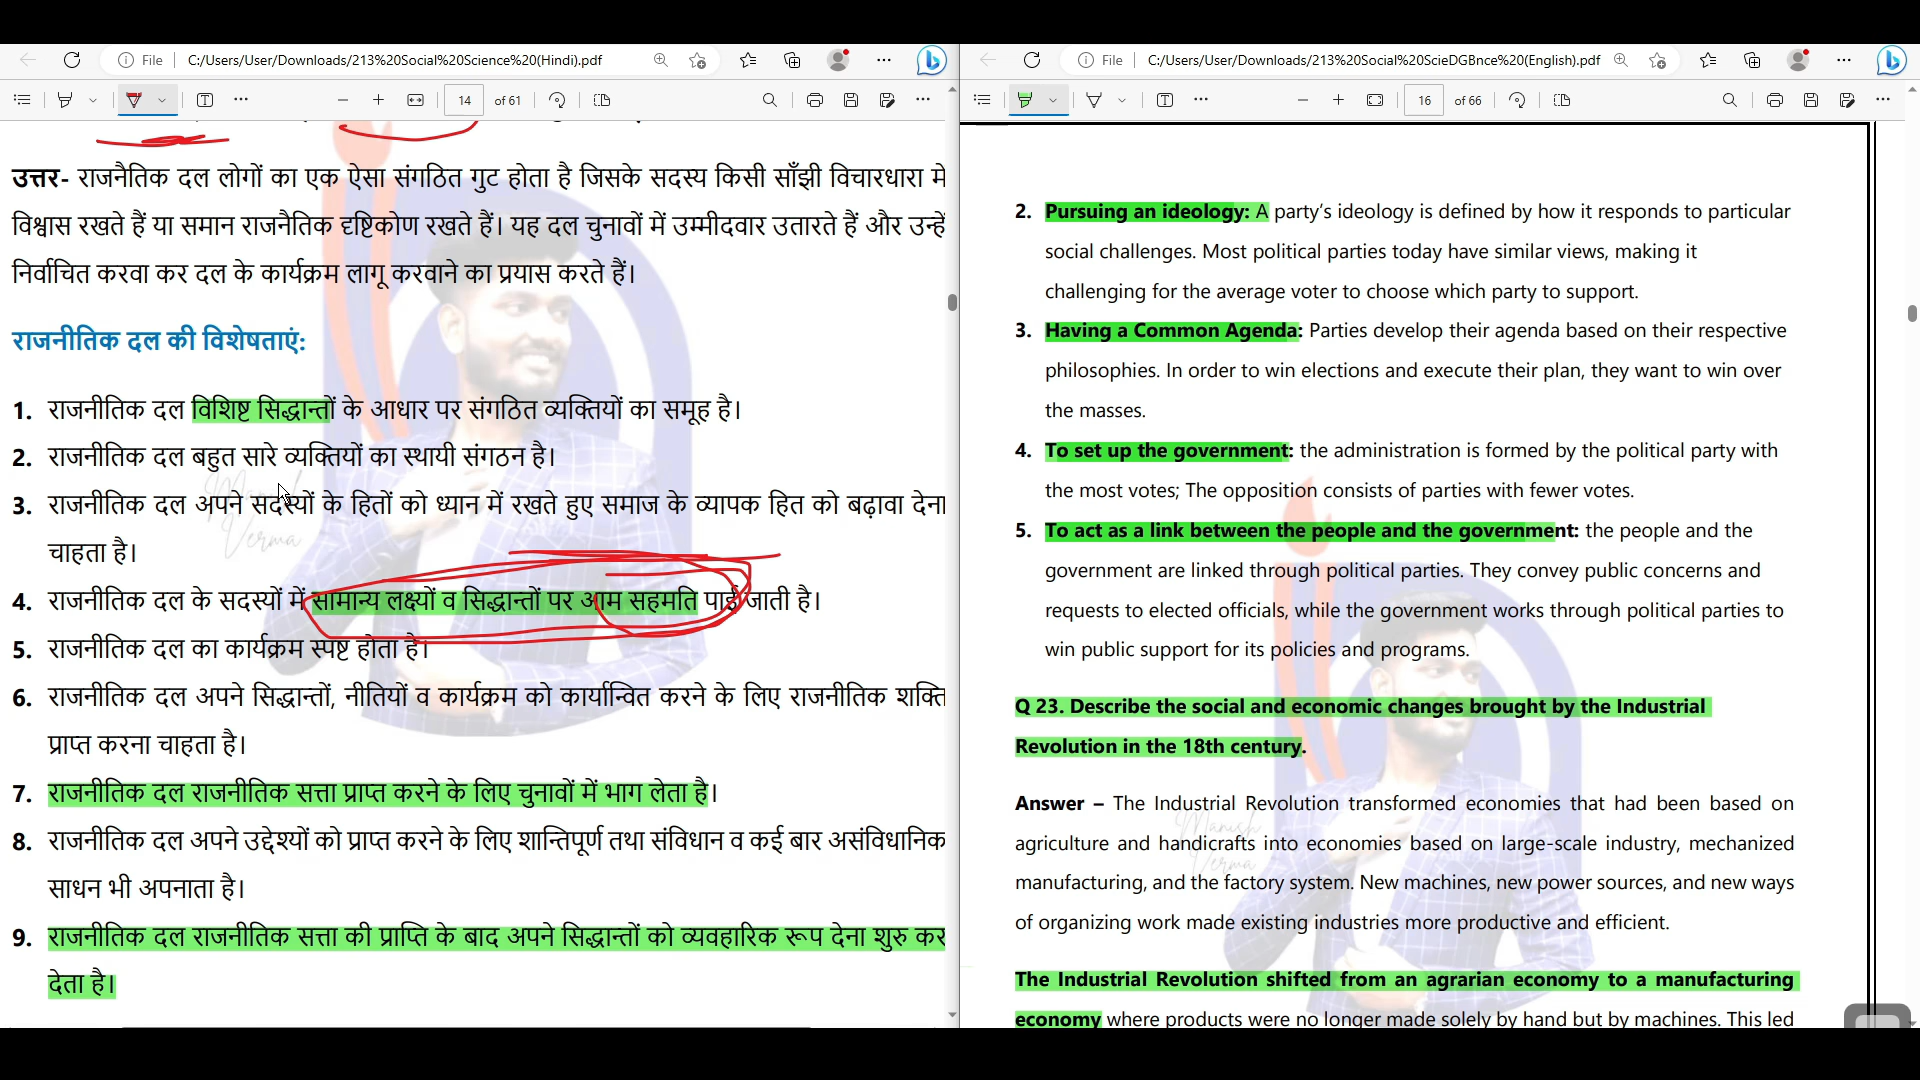 File C:/Users/User/Downloads/213%20Social%20Science%20(Hindi).pdf
14 of 61
उत्तर- राजनैतिक दल लोगों का एक ऐसा संगठित गुट होता है जिसके सदस्य किसी साँझी विचारधारा में
विश्वास रखते हैं या समान राजनैतिक दृष्टिकोण रखते हैं। यह दल चुनावों में उम्मीदवार उतारते हैं और उन्हें
निर्वाचित करवा कर दल के कार्यक्रम लागू करवाने का प्रयास करते हैं।
राजनीतिक दल की विशेषताएं:
1. राजनीतिक दल विशिष्ट सिद्धान्तों के आधार पर संगठित व्यक्तियों का समूह है।
2. राजनीतिक दल बहुत सारे व्यक्तियों का स्थायी संगठन है।
3. राजनीतिक दल अपने सदस्यों के हितों को ध्यान में रखते हुए समाज के व्यापक हित को बढ़ावा देना
चाहता है।
4. राजनीतिक दल के सदस्यों में सामान्य लक्ष्यों व सिद्धान्तों पर आम सहमति पाई जाती है।
5. राजनीतिक दल का कार्यक्रम स्पष्ट होता है।
6. राजनीतिक दल अपने सिद्धान्तों, नीतियों व कार्यक्रम को कार्यान्वित करने के लिए राजनीतिक शक्ति
प्राप्त करना चाहता है।
7. राजनीतिक दल राजनीतिक सत्ता प्राप्त करने के लिए चुनावों में भाग लेता है।
8. राजनीतिक दल अपने उद्देश्यों को प्राप्त करने के लिए शान्तिपूर्ण तथा संविधान व कई बार असंविधानिक
साधन भी अपनाता है।
9. राजनीतिक दल राजनीतिक सत्ता की प्राप्ति के बाद अपने सिद्धान्तों को व्यवहारिक रूप देना शुरु कर
देता है।
Manish
Verma
File C:/Users/User/Downloads/213%20Social%20ScieDGBnce%20(English).pdf
16 of 66
2. Pursuing an ideology: A party’s ideology is defined by how it responds to particular
social challenges. Most political parties today have similar views, making it
challenging for the average voter to choose which party to support.
3. Having a Common Agenda: Parties develop their agenda based on their respective
philosophies. In order to win elections and execute their plan, they want to win over
the masses.
4. To set up the government: the administration is formed by the political party with
the most votes; The opposition consists of parties with fewer votes.
5. To act as a link between the people and the government: the people and the
government are linked through political parties. They convey public concerns and
requests to elected officials, while the government works through political parties to
win public support for its policies and programs.
Q 23. Describe the social and economic changes brought by the Industrial
Revolution in the 18th century.
Answer – The Industrial Revolution transformed economies that had been based on
agriculture and handicrafts into economies based on large-scale industry, mechanized
manufacturing, and the factory system. New machines, new power sources, and new ways
of organizing work made existing industries more productive and efficient.
The Industrial Revolution shifted from an agrarian economy to a manufacturing
economy where products were no longer made solely by hand but by machines. This led
Manish
Verma